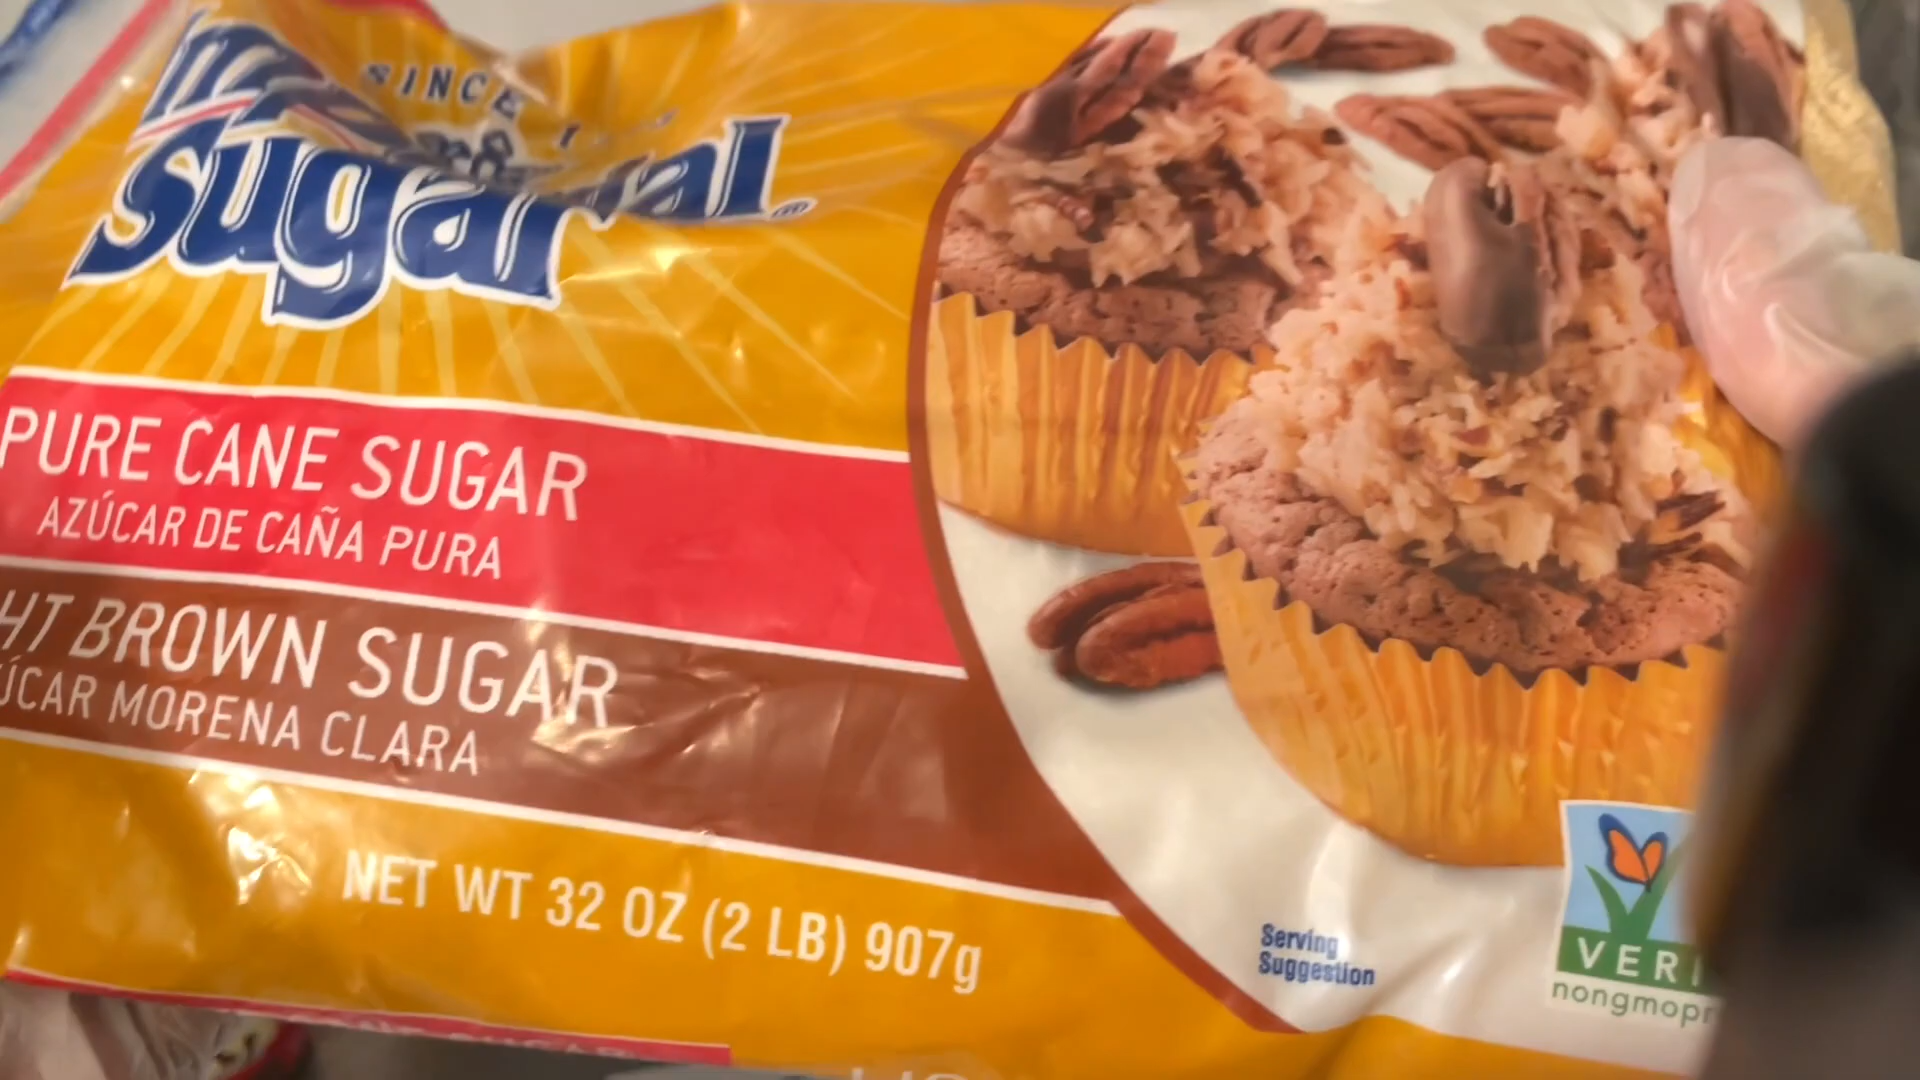 SINCE
Sugar
PURE CANE SUGAR
AZÚCAR DE CAÑA PURA
HT BROWN SUGAR
ÚCAR MORENA CLARA
NET WT 32 OZ (2 LB) 907g
Serving
Suggestion
VERI
nongmopr